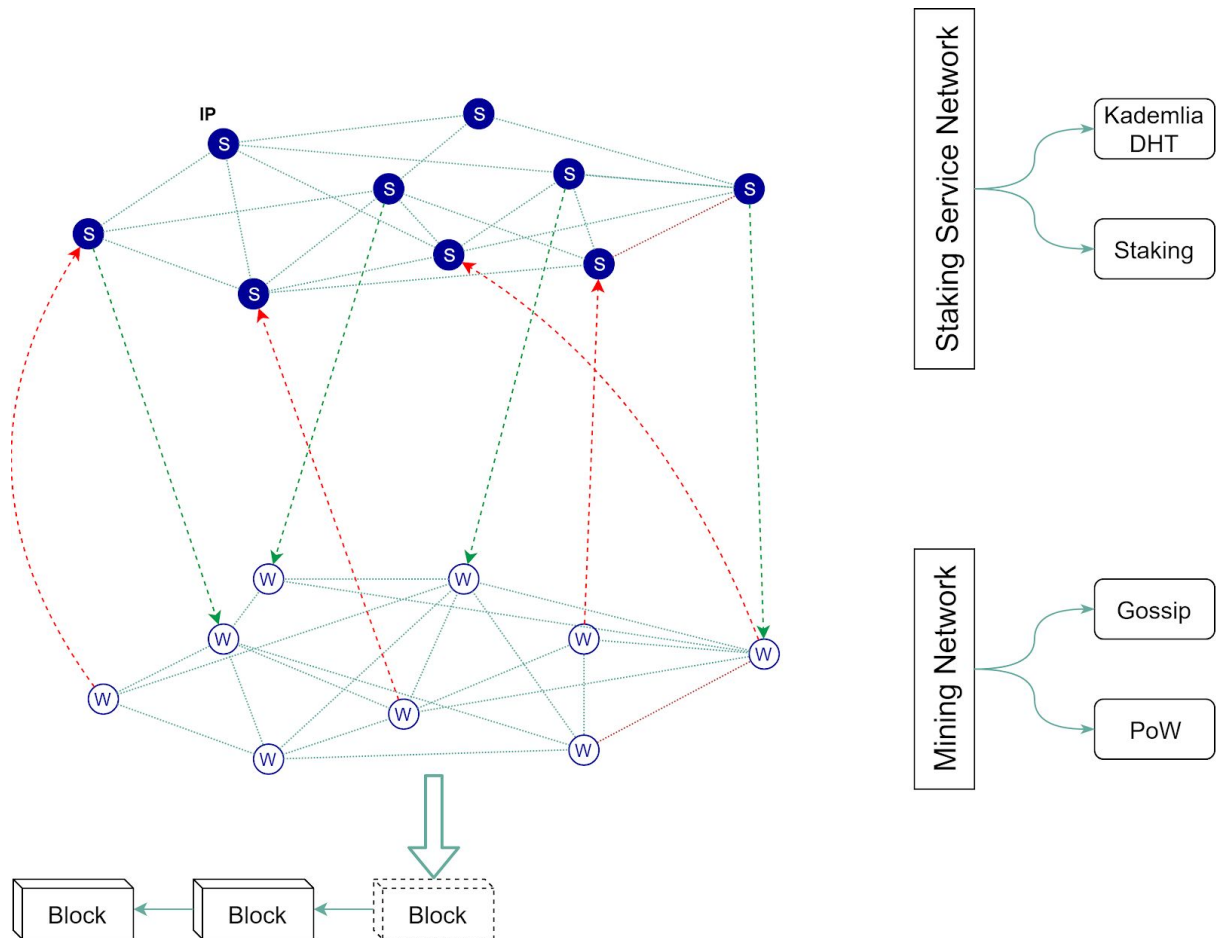 IP
S
S
S
S
S
S
S
S
S
Staking Service Network
Kademlia
DHT
Staking
W
W
W
W
W
W
W
W
W
Mining Network
Gossip
PoW
Block
Block
Block